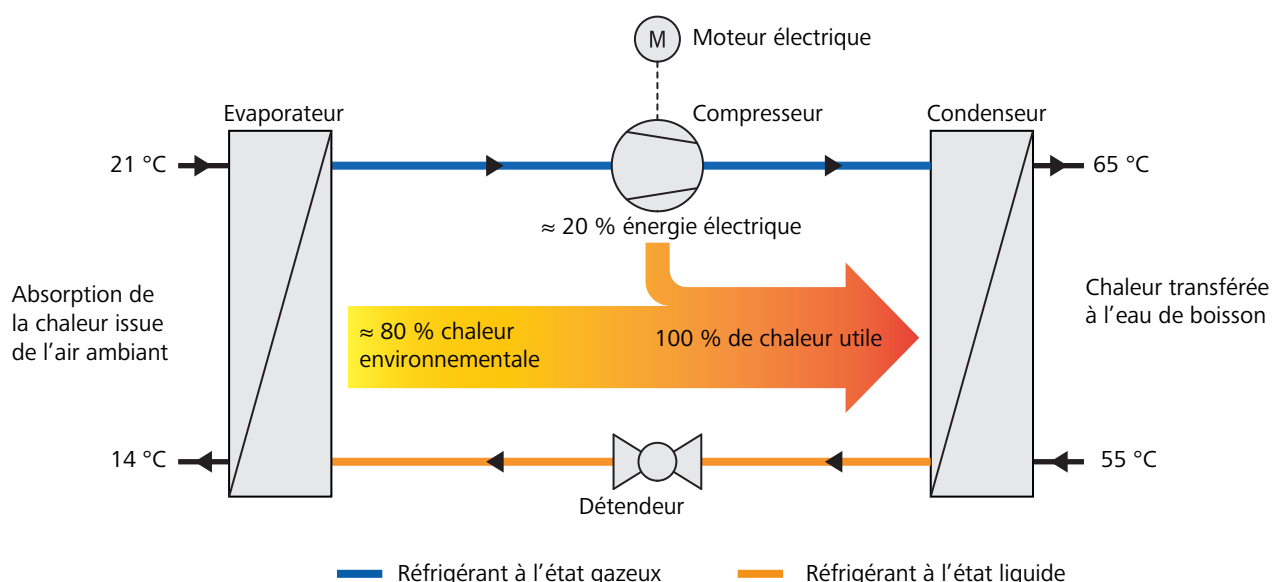 M
Moteur électrique
Evaporateur
Compresseur
Condenseur
21 °C
65 °C
≈ 20 % énergie électrique
Absorption de
la chaleur issue
de l’air ambiant
≈ 80 % chaleur
environnementale
100 % de chaleur utile
Chaleur transférée
à l’eau de boisson
14 °C
55 °C
Détendeur
Réfrigérant à l’état gazeux
Réfrigérant à l’état liquide